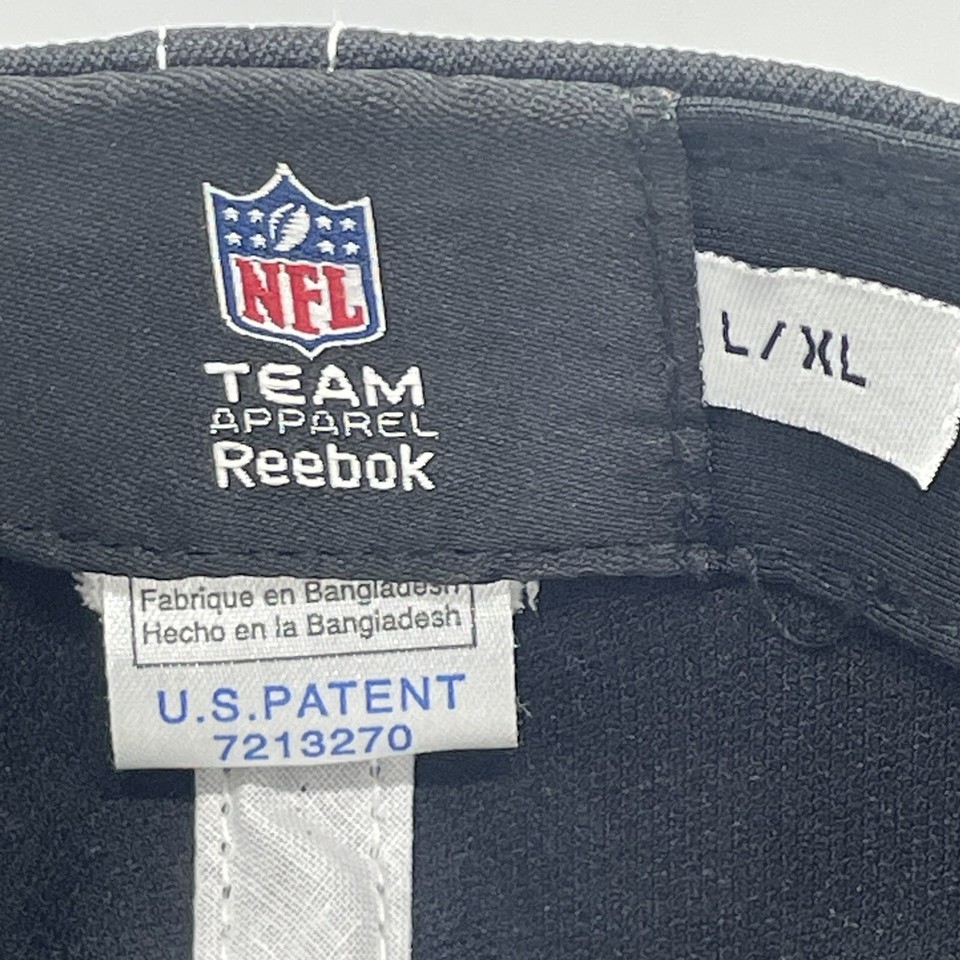 NFL
TEAM
APPAREL
Reebok
L/XL
Fabrique en Bangladesh
Hecho en la Bangladesh
U.S.PATENT
7213270